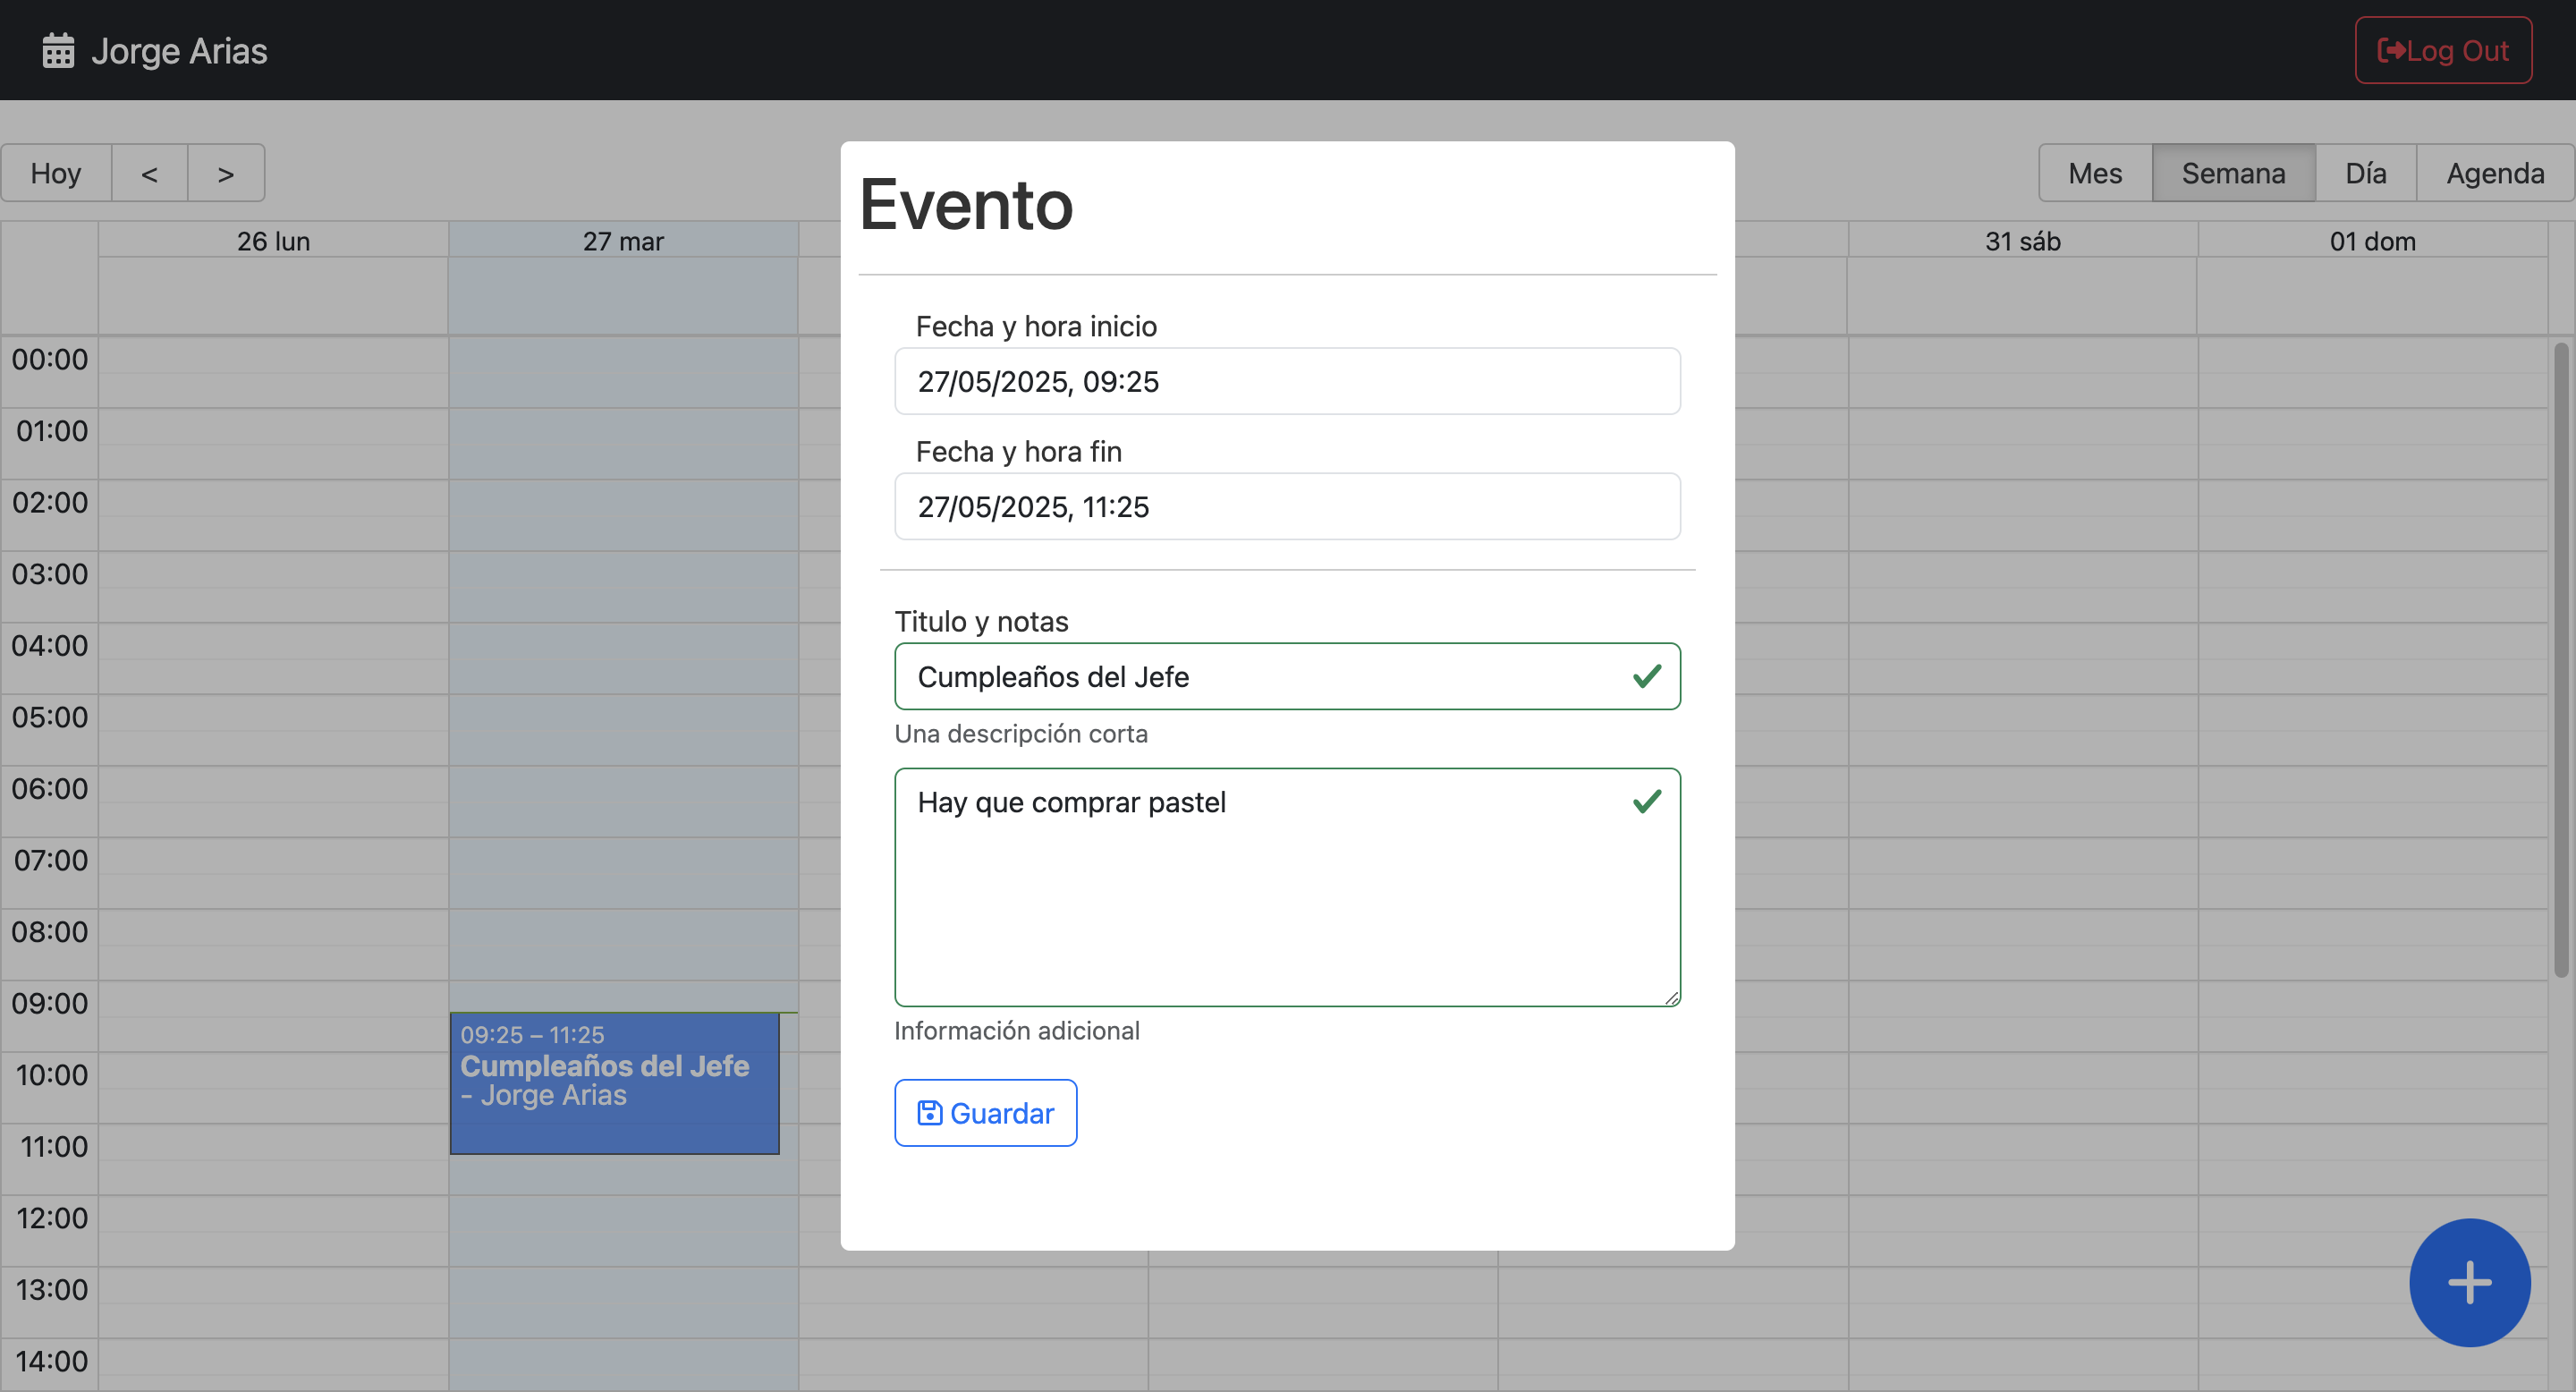 Jorge Arias
Log Out
Hoy < >
Mes Semana Día Agenda
26 lun 27 mar 31 sáb 01 dom
00:00
01:00
02:00
03:00
04:00
05:00
06:00
07:00
08:00
09:00
10:00
11:00
12:00
13:00
14:00
09:25 – 11:25
Cumpleaños del Jefe
- Jorge Arias
Evento
Fecha y hora inicio
27/05/2025, 09:25
Fecha y hora fin
27/05/2025, 11:25
Titulo y notas
Cumpleaños del Jefe
Una descripción corta
Hay que comprar pastel
Información adicional
Guardar
+